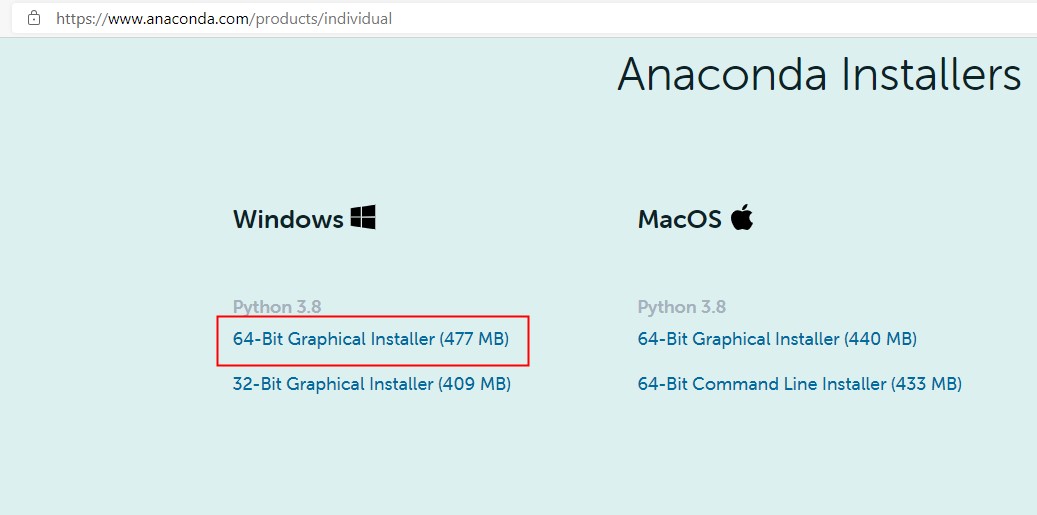 https://www.anaconda.com/products/individual
Anaconda Installers
Windows
Python 3.8
64-Bit Graphical Installer (477 MB)
32-Bit Graphical Installer (409 MB)
MacOS
Python 3.8
64-Bit Graphical Installer (440 MB)
64-Bit Command Line Installer (433 MB)